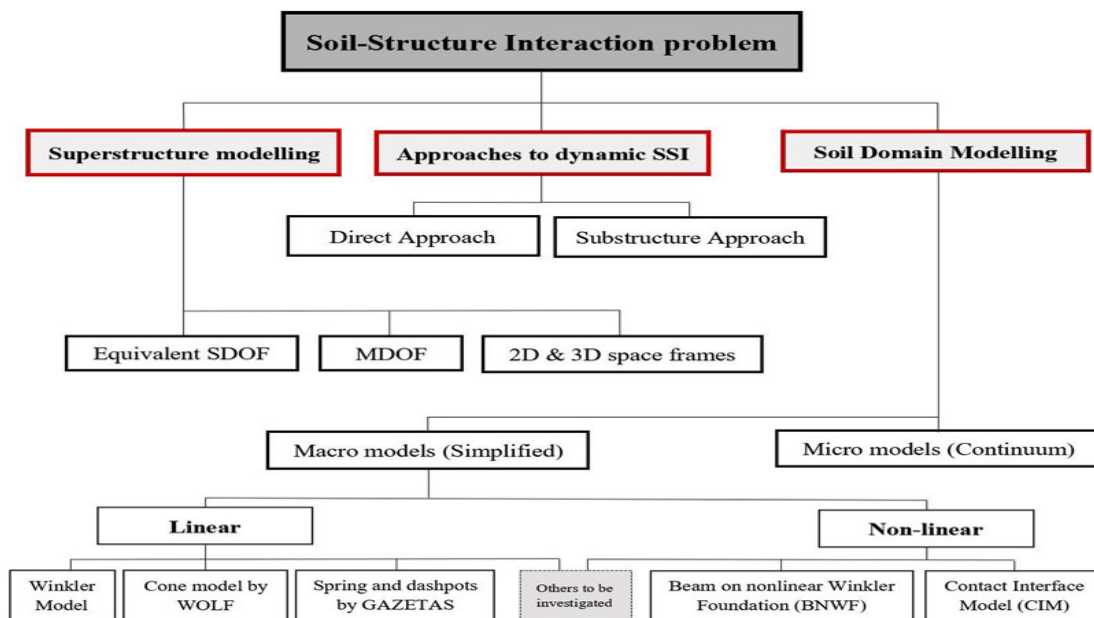 Soil-Structure Interaction problem
Superstructure modelling
Approaches to dynamic SSI
Soil Domain Modelling
Direct Approach
Substructure Approach
Equivalent SDOF
MDOF
2D & 3D space frames
Macro models (Simplified)
Micro models (Continuum)
Linear
Non-linear
Winkler
Model
Cone model by
WOLF
Spring and dashpots
by GAZETAS
Others to be
investigated
Beam on nonlinear Winkler
Foundation (BNWF)
Contact Interface
Model (CIM)